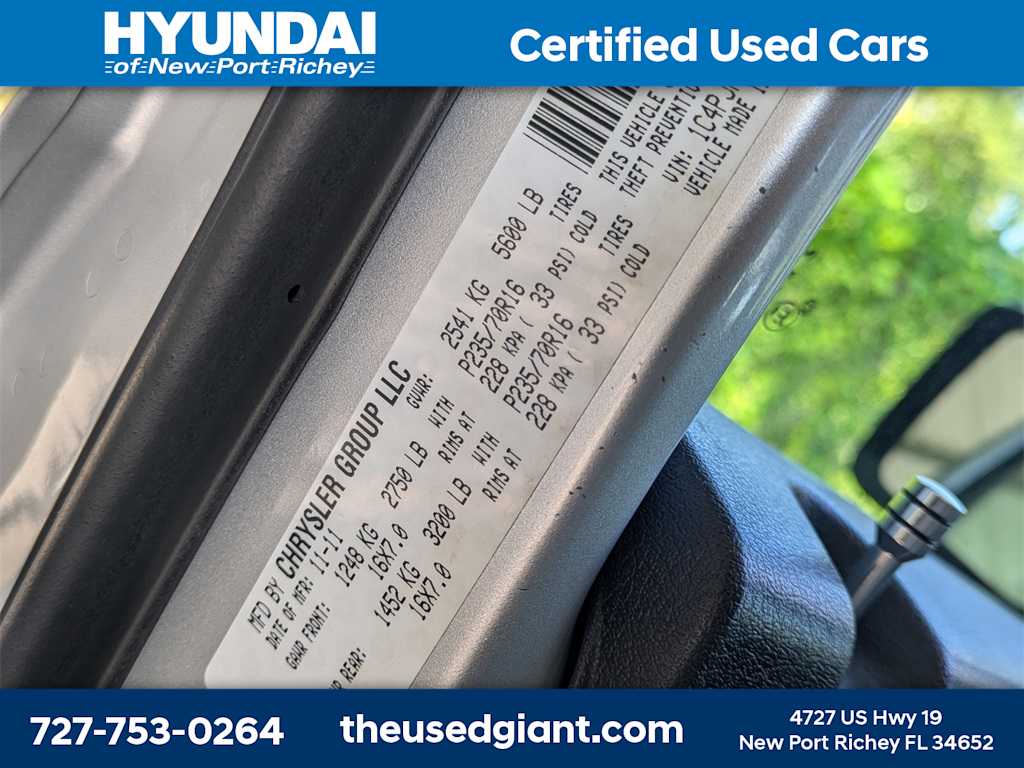 HYUNDAI
of New Port Richey
Certified Used Cars
MFD BY CHRYSLER GROUP LLC
DATE OF MFR: 11-11 GVWR: 2541 KG 5600 LB
GAWR FRONT: 1248 KG 2750 LB WITH P235/70R16 TIRES
16X7.0 RIMS AT 228 KPA ( 33 PSI) COLD
REAR: 1452 KG 3200 LB WITH P235/70R16 TIRES
16X7.0 RIMS AT 228 KPA ( 33 PSI) COLD
THIS VEHICLE
THEFT PREVENTION
VIN: 1C4PJ
VEHICLE MADE
727-753-0264
theusedgiant.com
4727 US Hwy 19
New Port Richey FL 34652